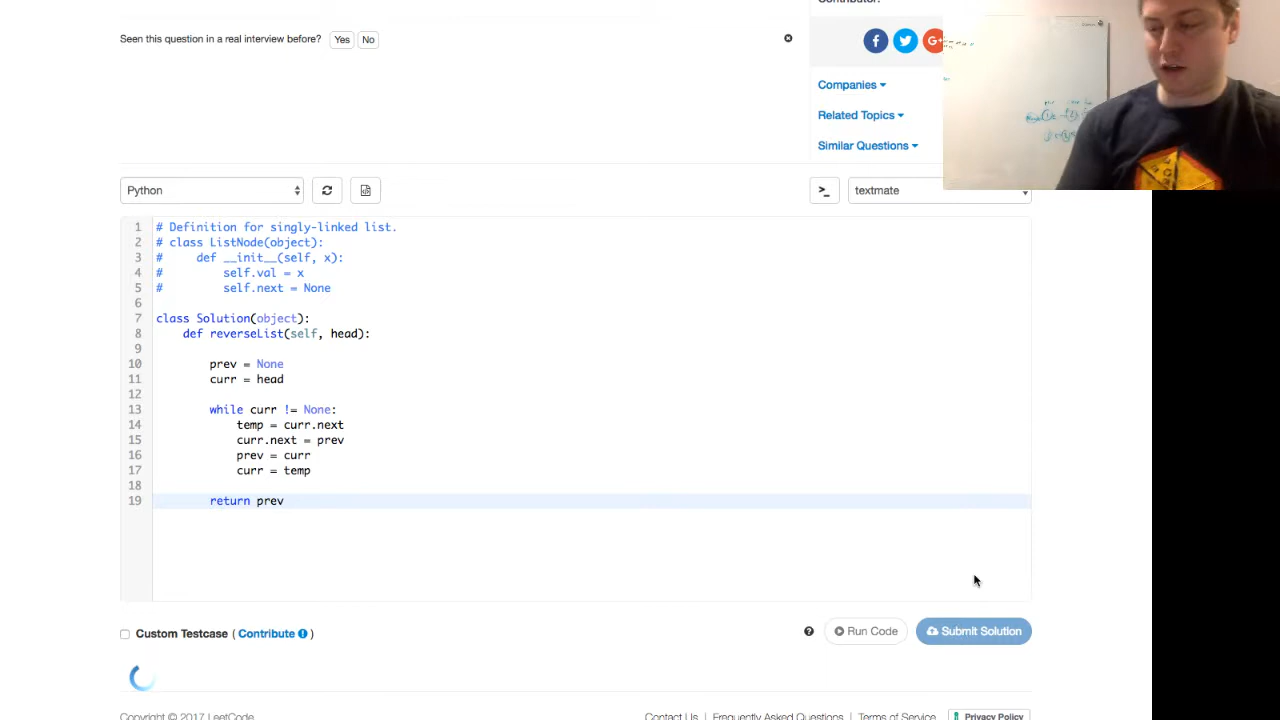 Contributor:
Seen this question in a real interview before? Yes No
Companies
Related Topics
Similar Questions
Python
>_ textmate
1 # Definition for singly-linked list.
2 # class ListNode(object):
3 #     def __init__(self, x):
4 #         self.val = x
5 #         self.next = None
6
7 class Solution(object):
8     def reverseList(self, head):
9
10         prev = None
11         curr = head
12
13         while curr != None:
14             temp = curr.next
15             curr.next = prev
16             prev = curr
17             curr = temp
18
19         return prev
Custom Testcase ( Contribute )
Run Code
Submit Solution
Copyright © 2017 LeetCode
Contact Us | Frequently Asked Questions | Terms of Service | Privacy Policy